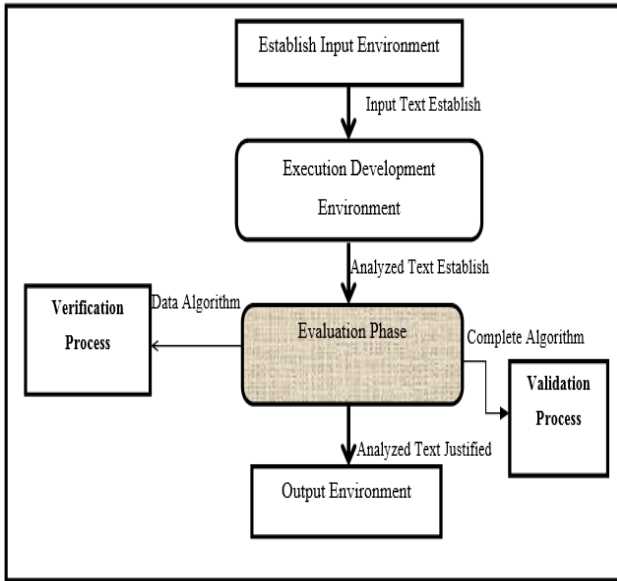 Establish Input Environment
Input Text Establish
Execution Development
Environment
Analyzed Text Establish
Verification
Process
Data Algorithm
Evaluation Phase
Complete Algorithm
Validation
Process
Analyzed Text Justified
Output Environment